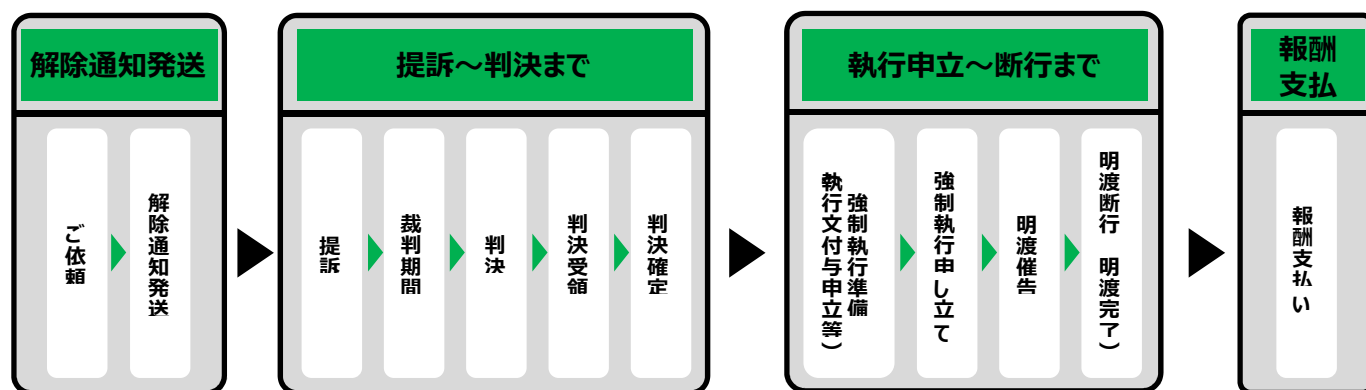 解除通知発送
ご依頼
解除通知発送
提訴～判決まで
提訴
裁判期間
判決
判決受領
判決確定
執行申立～断行まで
強制執行準備
執行文付与申立等）
強制執行申し立て
明渡催告
明渡断行　明渡完了）
報酬
支払
報酬支払い